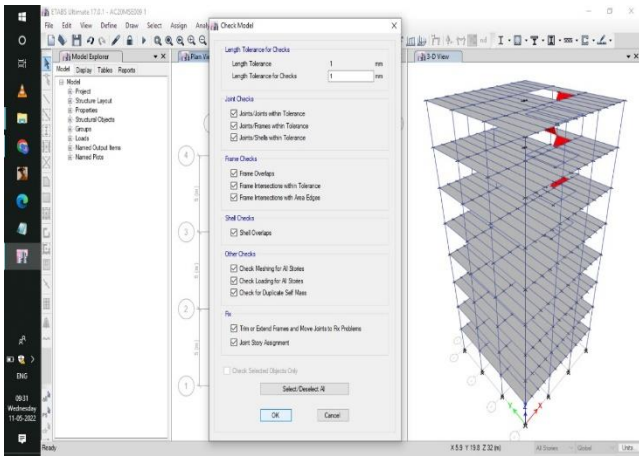 ETABS Ultimate 17.0.1 - AC20MSE009 1
File Edit View Define Draw Select Assign
Check Model
Model Explorer
Model Display Tables Reports
Model
Project
Structure Layout
Properties
Structural Objects
Groups
Loads
Named Output Items
Named Plots
Length Tolerance for Checks
Length Tolerance 1 mm
Length Tolerance for Checks 1 mm
Joint Checks
Joints/Joints within Tolerance
Joints/Frames within Tolerance
Joints/Shells within Tolerance
Frame Checks
Frame Overlaps
Frame Intersections within Tolerance
Frame Intersections with Area Edges
Shell Checks
Shell Overlaps
Other Checks
Check Meshing for All Stories
Check Loading for All Stories
Check for Duplicate Self Mass
Fix
Trim or Extend Frames and Move Joints to Fix Problems
Joint Story Assignment
Check Selected Objects Only
Select/Deselect All
OK Cancel
3-D View
4
3
2
1
X
Y
Z
ENG
09:31
Wednesday
11-05-2022
Ready
X 5.9 Y 19.8 Z 32 (m)
All Stories Global Units